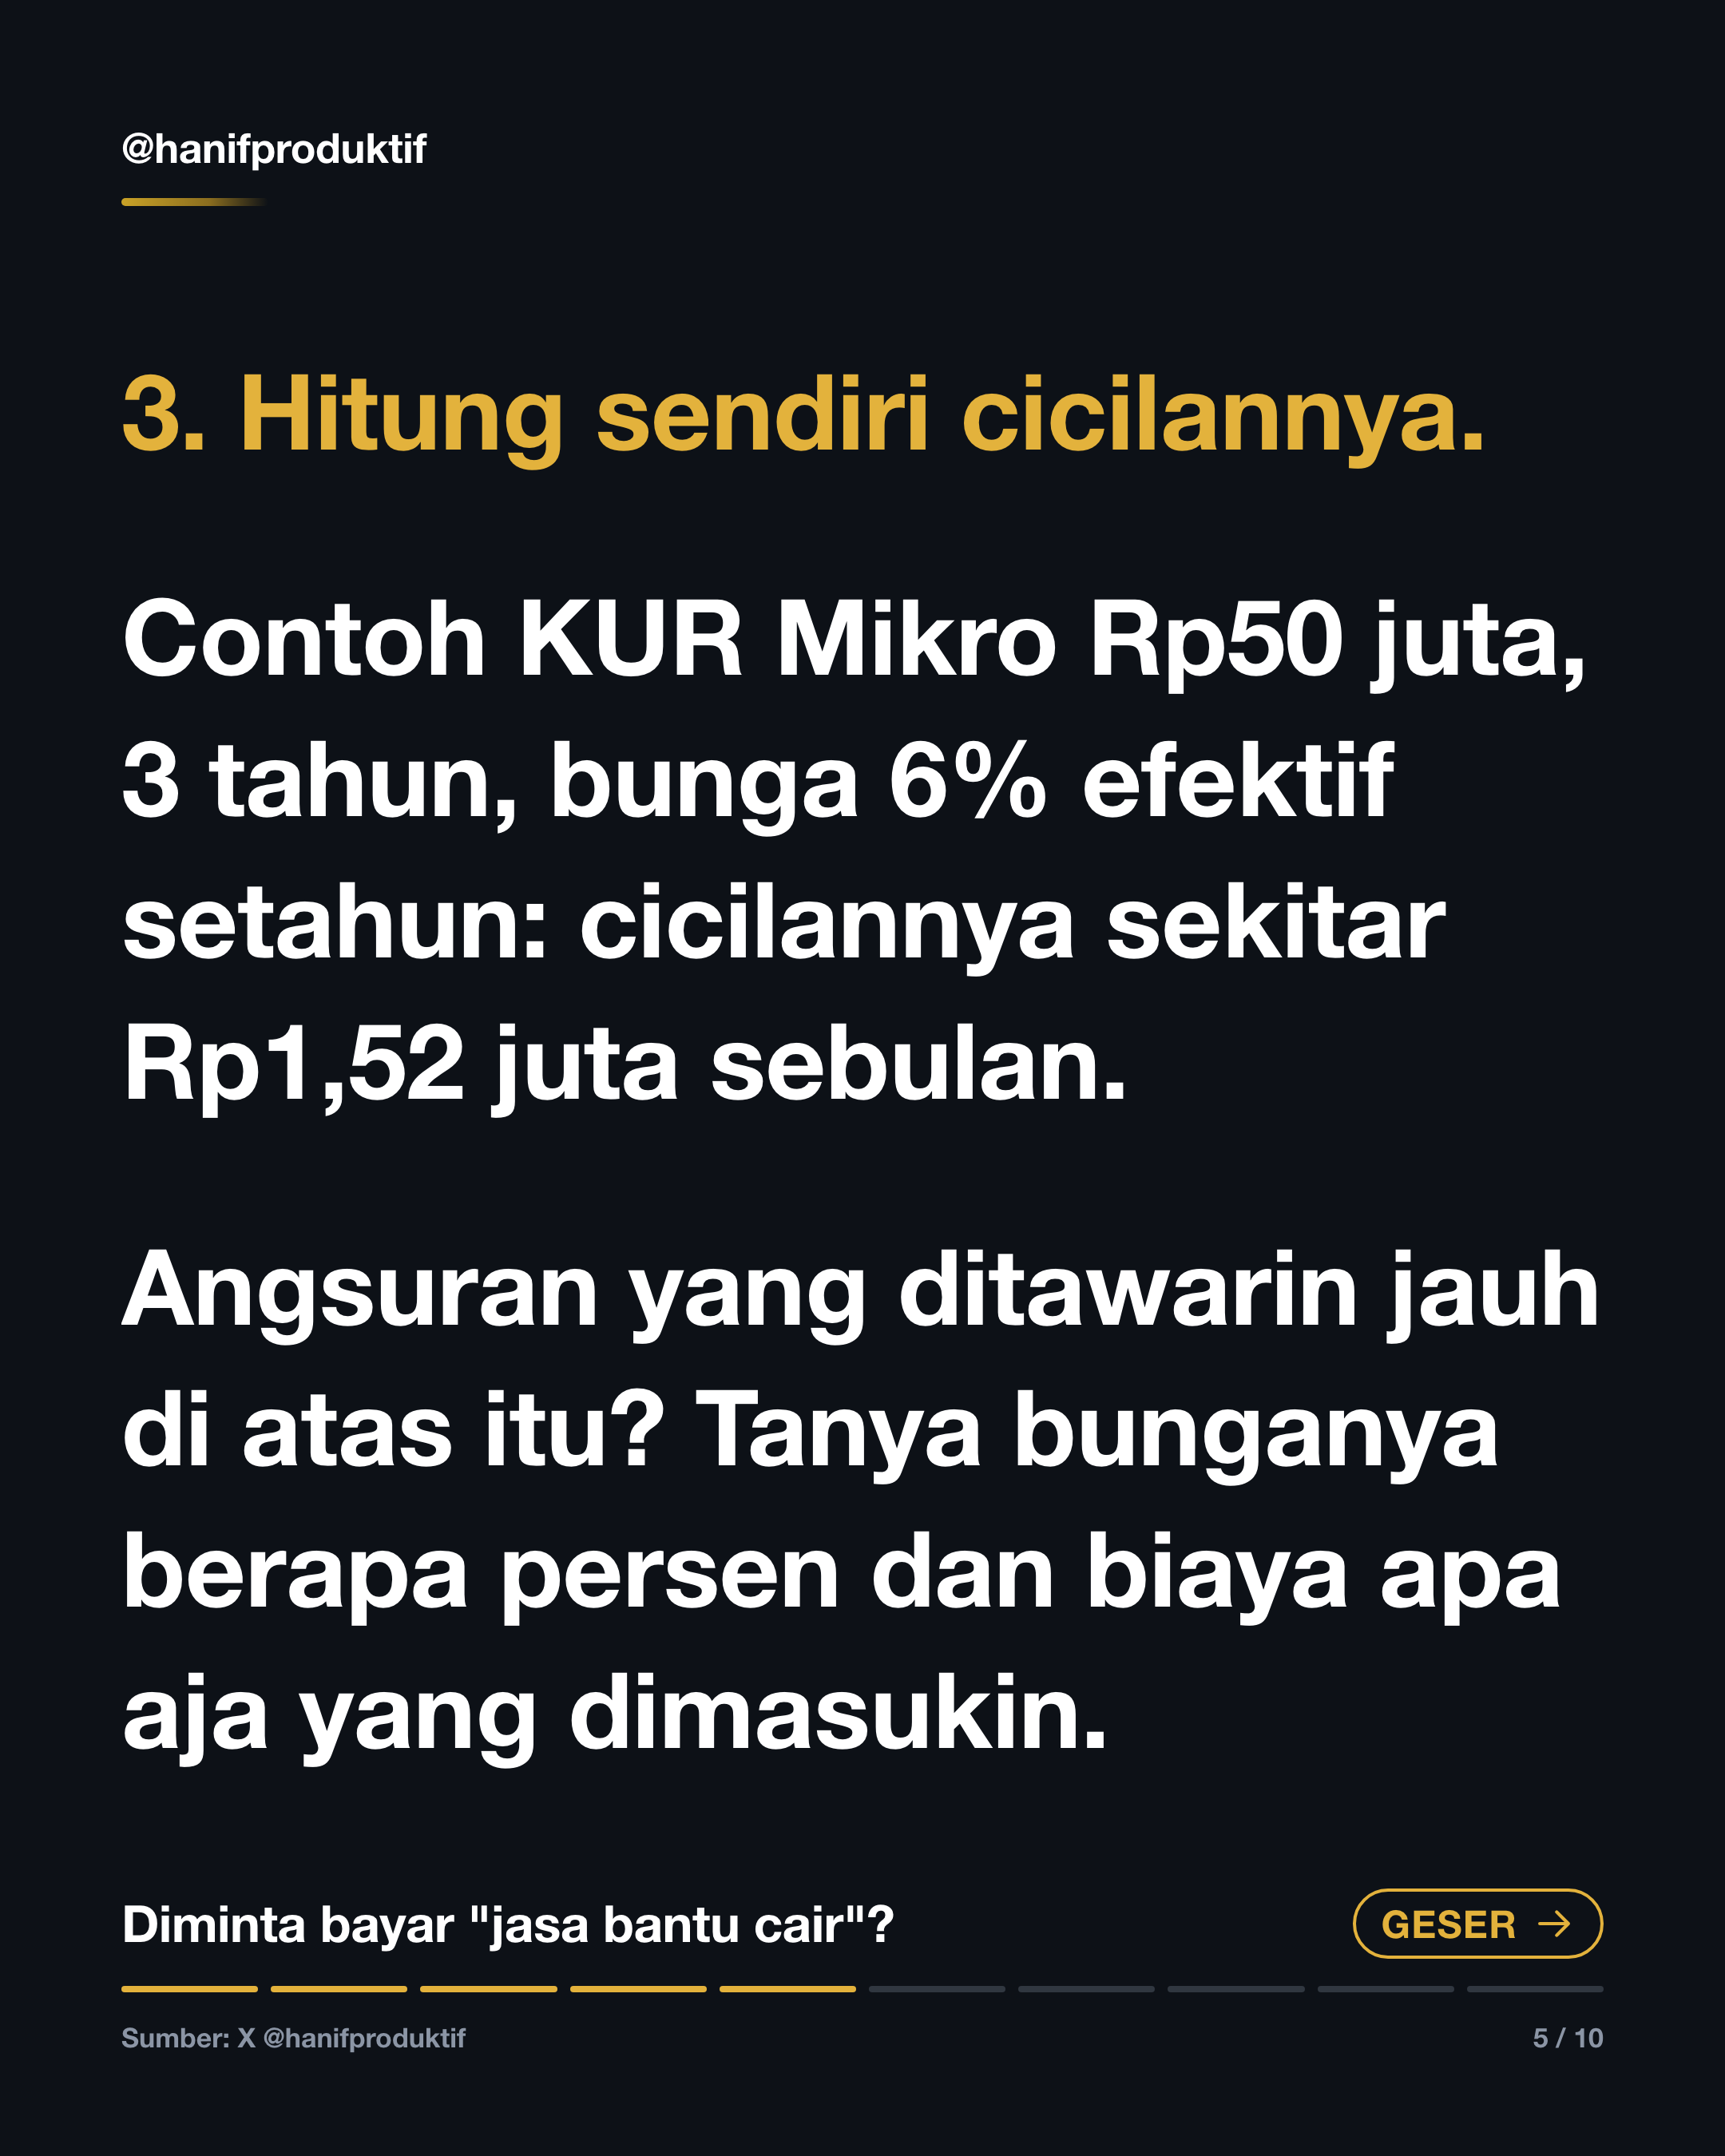 @hanifproduktif
3. Hitung sendiri cicilannya.
Contoh KUR Mikro Rp50 juta,
3 tahun, bunga 6% efektif
setahun: cicilannya sekitar
Rp1,52 juta sebulan.
Angsuran yang ditawarin jauh
di atas itu? Tanya bunganya
berapa persen dan biaya apa
aja yang dimasukin.
Diminta bayar "jasa bantu cair"?
GESER →
Sumber: X @hanifproduktif
5 / 10